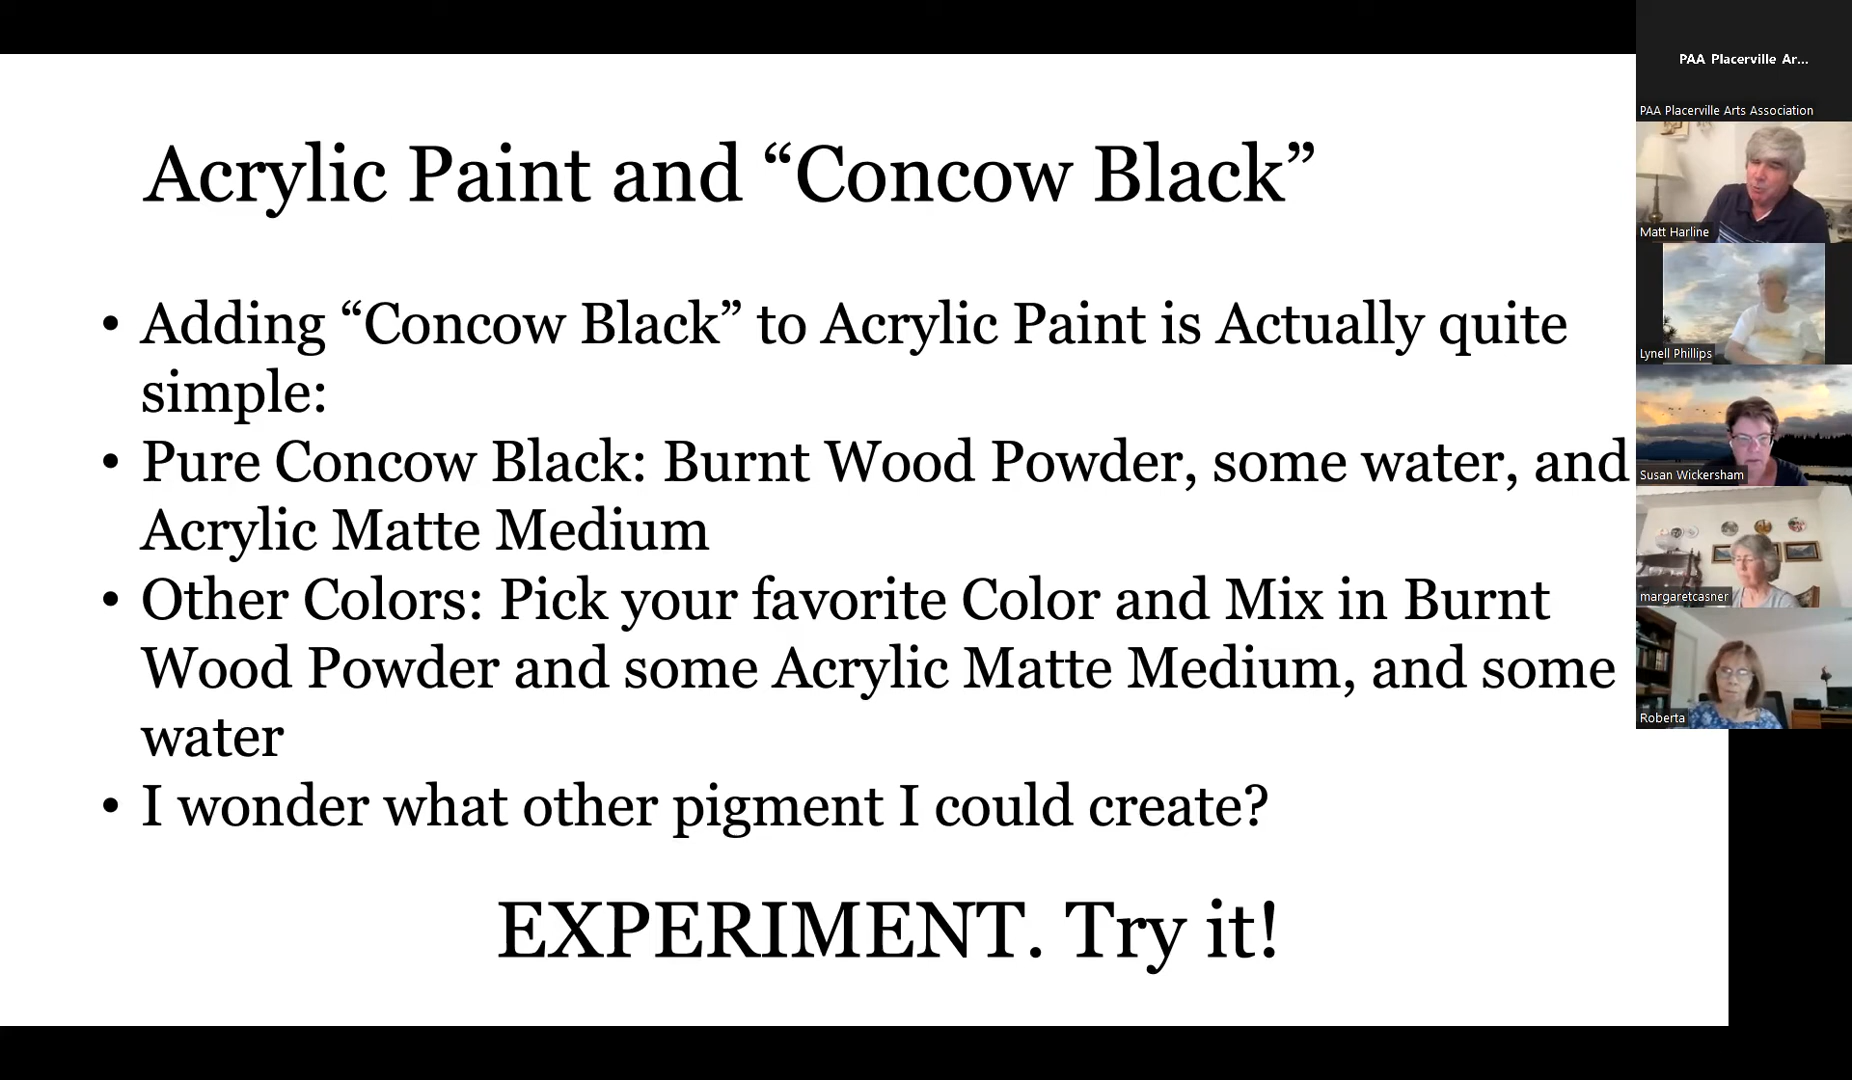 Acrylic Paint and “Concow Black”
• Adding “Concow Black” to Acrylic Paint is Actually quite
simple:
• Pure Concow Black: Burnt Wood Powder, some water, and
Acrylic Matte Medium
• Other Colors: Pick your favorite Color and Mix in Burnt
Wood Powder and some Acrylic Matte Medium, and some
water
• I wonder what other pigment I could create?
EXPERIMENT. Try it!
PAA Placerville Ar...
PAA Placerville Arts Association
Matt Harline
Lynell Phillips
Susan Wickersham
margaretcasner
Roberta